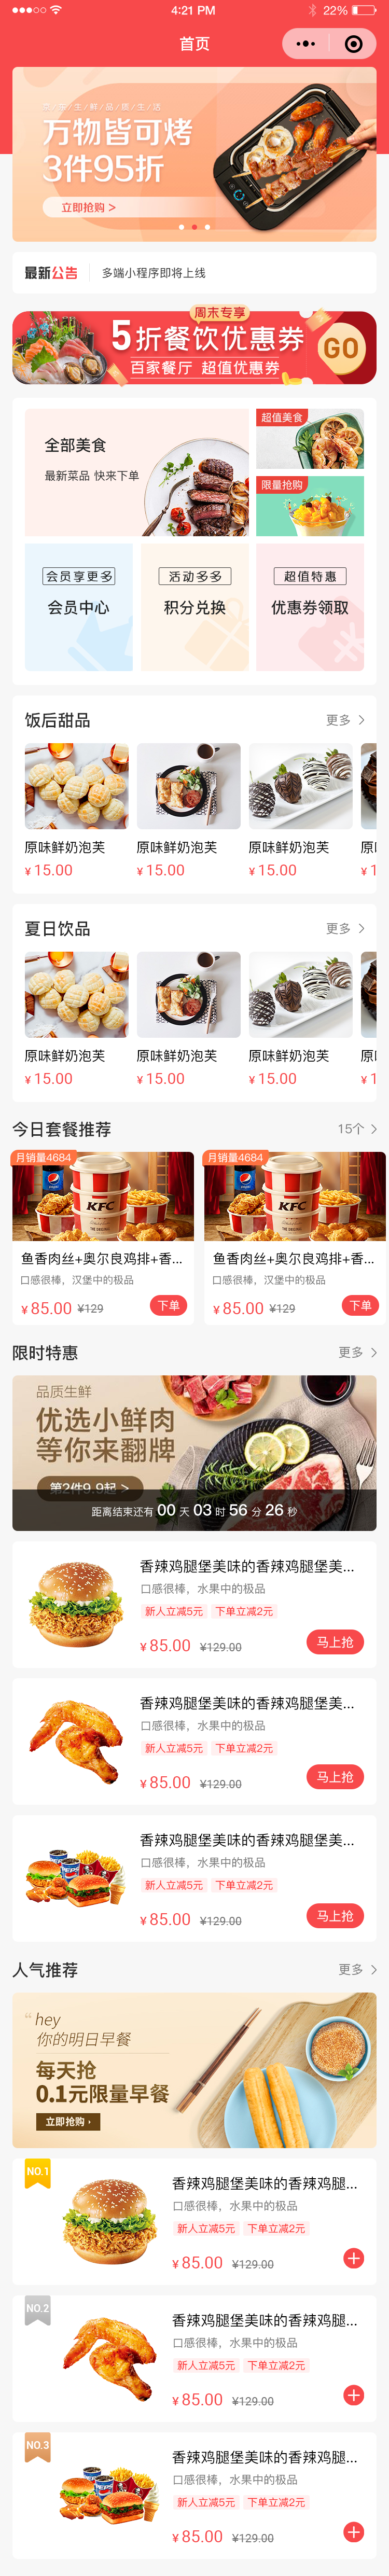 4:21 PM
22%
首页
万物皆可烤
3件95折
立即抢购 >
最新公告
多端小程序即将上线
周末专享
5折餐饮优惠券
GO
百家餐厅 超值优惠券
全部美食
最新菜品 快来下单
超值美食
限量抢购
会员享更多
会员中心
活动多多
积分兑换
超值特惠
优惠券领取
饭后甜品
更多
原味鲜奶泡芙
¥ 15.00
原味鲜奶泡芙
¥ 15.00
原味鲜奶泡芙
¥ 15.00
原
¥ 1
夏日饮品
更多
原味鲜奶泡芙
¥ 15.00
原味鲜奶泡芙
¥ 15.00
原味鲜奶泡芙
¥ 15.00
原
¥ 1
今日套餐推荐
15个
月销量4684
KFC
鱼香肉丝+奥尔良鸡排+香...
口感很棒，汉堡中的极品
¥ 85.00 ¥129
下单
月销量4684
KFC
鱼香肉丝+奥尔良鸡排+香...
口感很棒，汉堡中的极品
¥ 85.00 ¥129
下单
限时特惠
更多
品质生鲜
优选小鲜肉
等你来翻牌
第2件9.9起 >
距离结束还有 00 天 03 时 56 分 26 秒
香辣鸡腿堡美味的香辣鸡腿堡美...
口感很棒，水果中的极品
新人立减5元 下单立减2元
¥ 85.00 ¥129.00
马上抢
香辣鸡腿堡美味的香辣鸡腿堡美...
口感很棒，水果中的极品
新人立减5元 下单立减2元
¥ 85.00 ¥129.00
马上抢
香辣鸡腿堡美味的香辣鸡腿堡美...
口感很棒，水果中的极品
新人立减5元 下单立减2元
¥ 85.00 ¥129.00
马上抢
人气推荐
更多
“ hey
你的明日早餐
每天抢
0.1元限量早餐
立即抢购
NO.1
香辣鸡腿堡美味的香辣鸡腿...
口感很棒，水果中的极品
新人立减5元 下单立减2元
¥ 85.00 ¥129.00
NO.2
香辣鸡腿堡美味的香辣鸡腿...
口感很棒，水果中的极品
新人立减5元 下单立减2元
¥ 85.00 ¥129.00
NO.3
香辣鸡腿堡美味的香辣鸡腿...
口感很棒，水果中的极品
新人立减5元 下单立减2元
¥ 85.00 ¥129.00